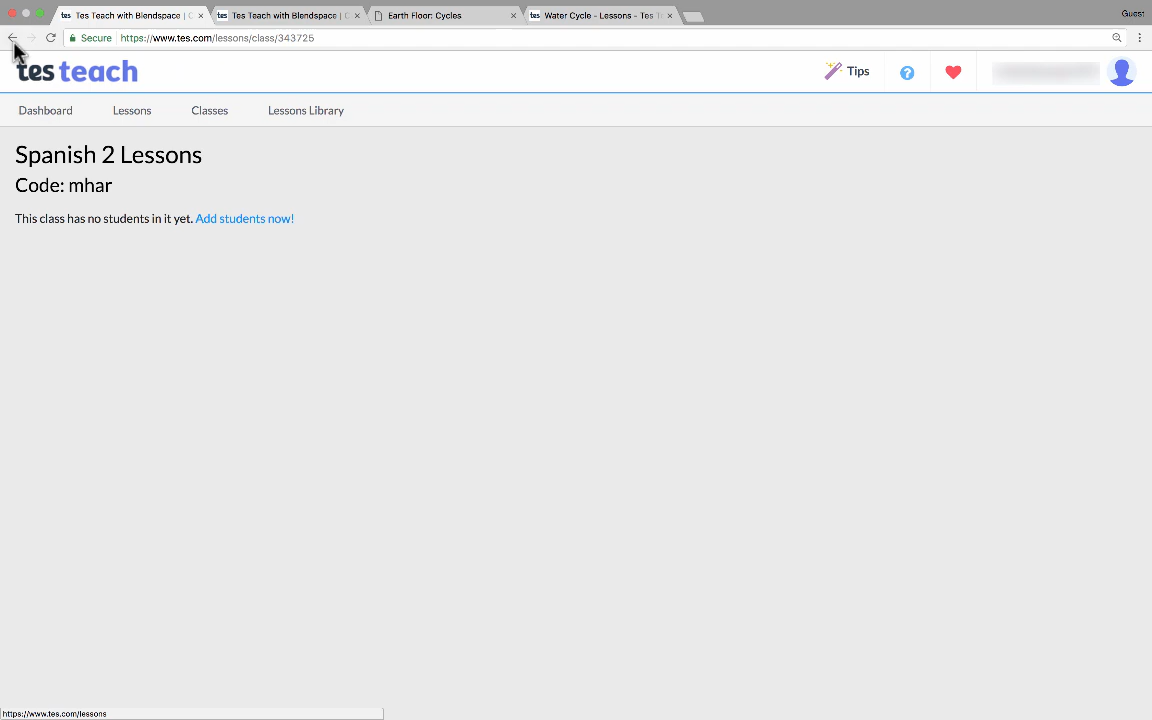 Tes Teach with Blendspace | C
Tes Teach with Blendspace | C
Earth Floor: Cycles
tes Water Cycle - Lessons - Tes T
Guest
Secure https://www.tes.com/lessons/class/343725
tes teach
Tips
?
Dashboard Lessons Classes Lessons Library
Spanish 2 Lessons
Code: mhar
This class has no students in it yet. Add students now!
https://www.tes.com/lessons